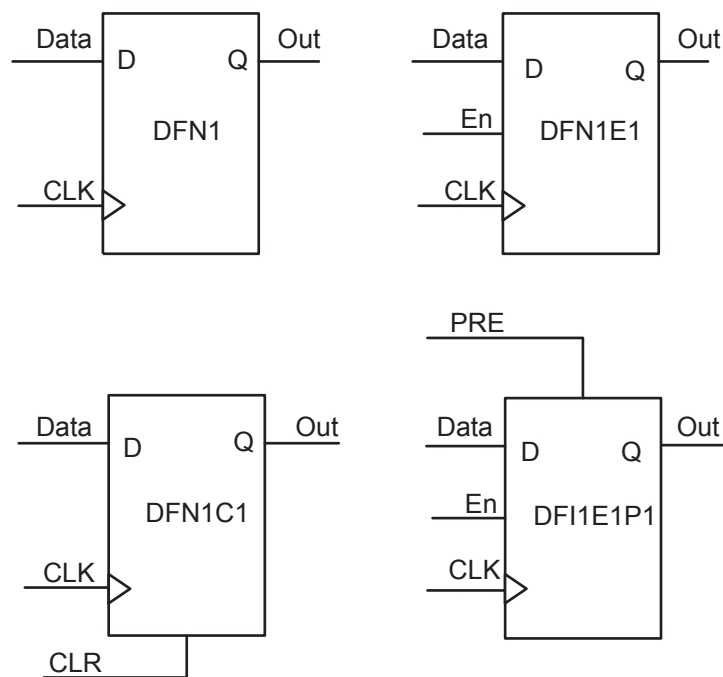 Data
D
Q
Out
DFN1
CLK
Data
D
Q
Out
En
DFN1E1
CLK
Data
D
Q
Out
DFN1C1
CLK
CLR
PRE
Data
D
Q
Out
En
DFI1E1P1
CLK